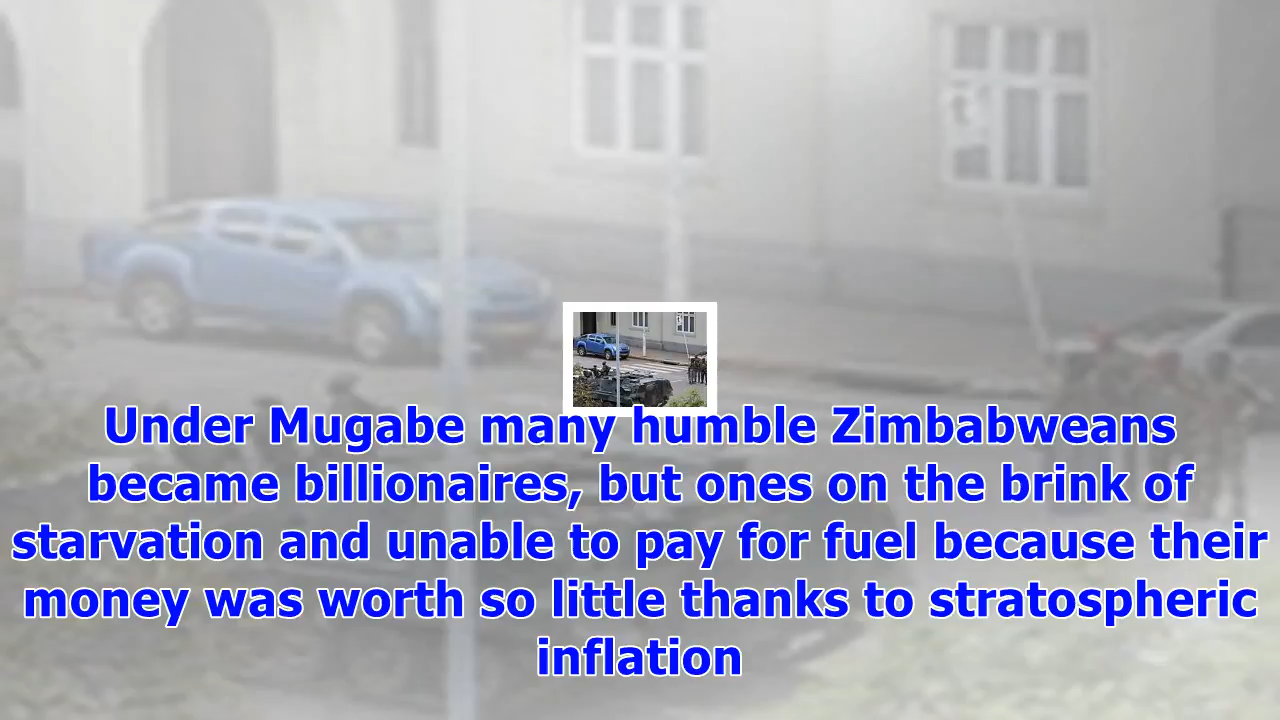 Under Mugabe many humble Zimbabweans
became billionaires, but ones on the brink of
starvation and unable to pay for fuel because their
money was worth so little thanks to stratospheric
inflation